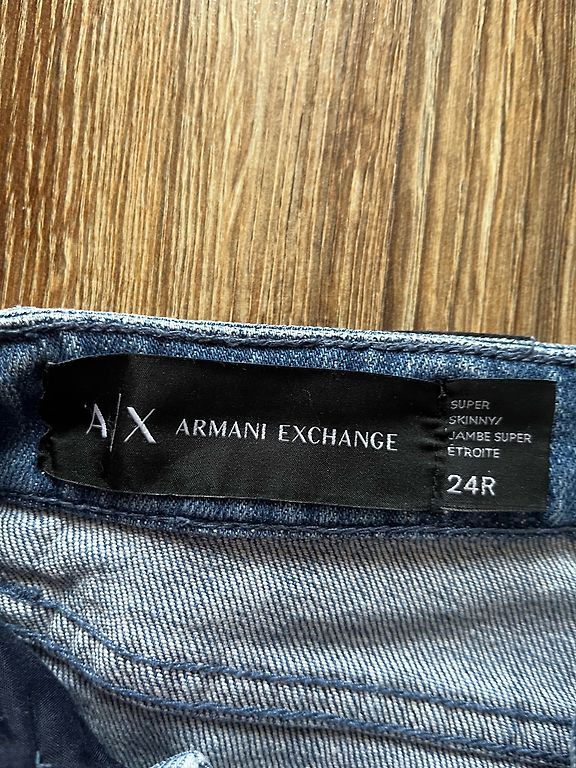 A/X ARMANI EXCHANGE
SUPER
SKINNY/
JAMBE SUPER
ÉTROITE
24R